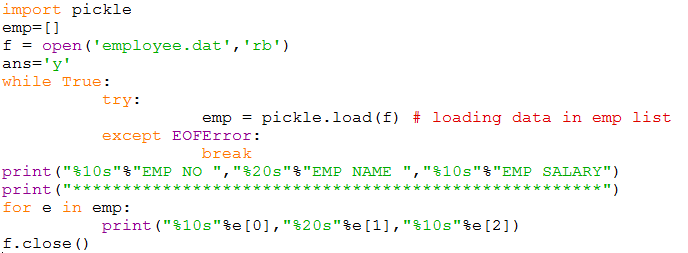 import pickle
emp=[]
f = open('employee.dat','rb')
ans='y'
while True:
          try:
                    emp = pickle.load(f) # loading data in emp list
          except EOFError:
                    break
print("%10s"%"EMP NO ","%20s"%"EMP NAME ","%10s"%"EMP SALARY")
print("*****************************************************")
for e in emp:
          print("%10s"%e[0],"%20s"%e[1],"%10s"%e[2])
f.close()